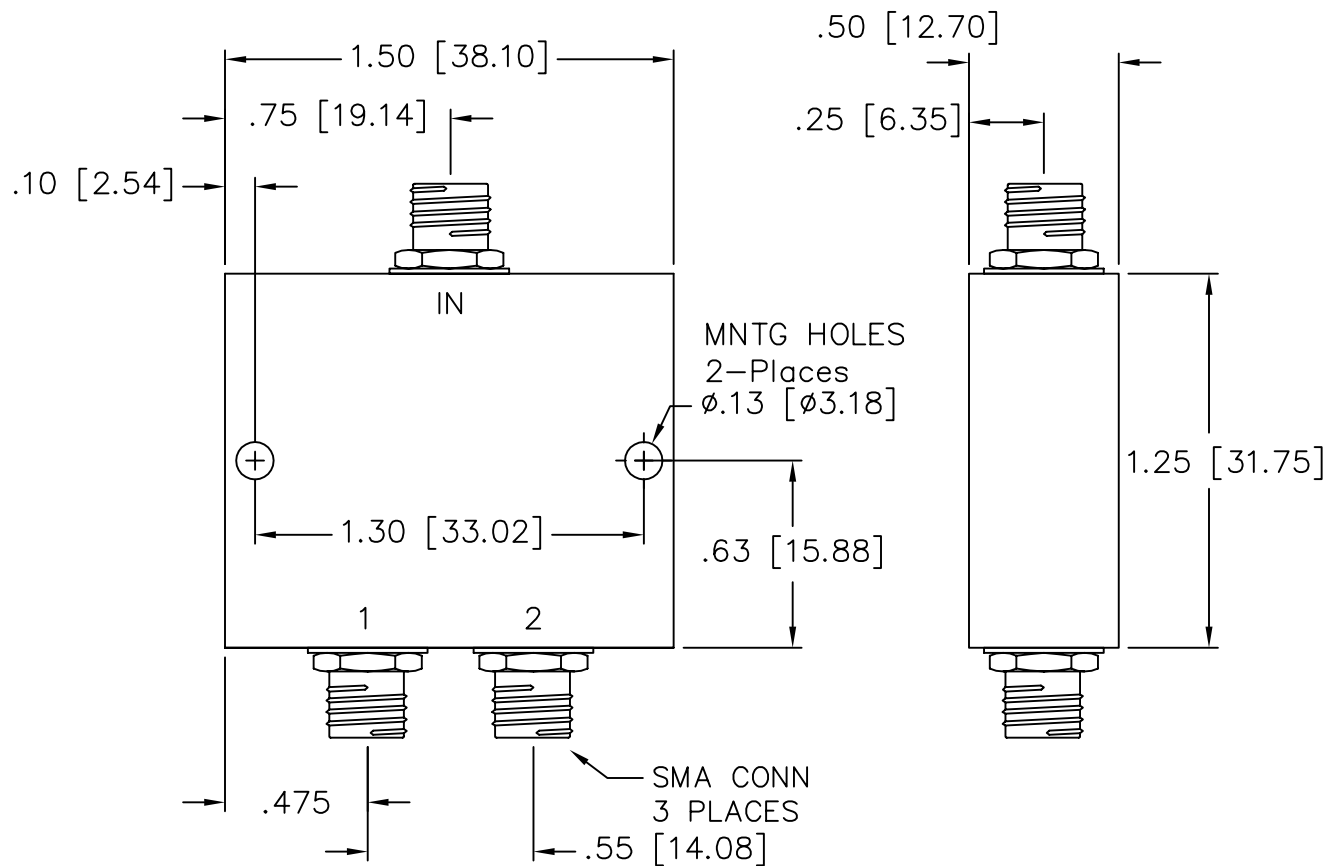 .50 [12.70]
1.50 [38.10]
.75 [19.14]
.25 [6.35]
.10 [2.54]
IN
MNTG HOLES
2-Places
ø.13 [ø3.18]
1.25 [31.75]
1.30 [33.02]
.63 [15.88]
1
2
SMA CONN
3 PLACES
.475
.55 [14.08]